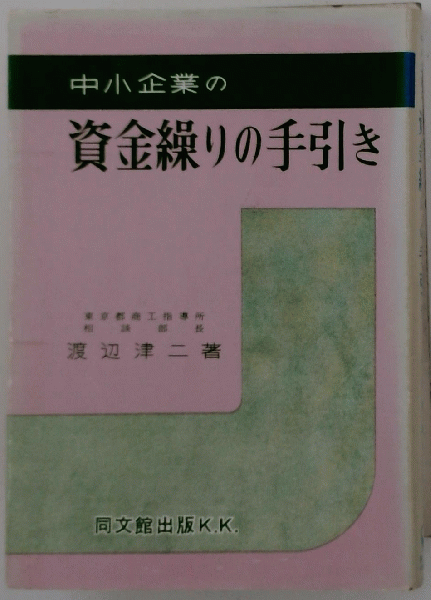 中小企業の
資金繰りの手引き
東京都商工指導所
相談部長
渡辺津二著
同文館出版K.K.